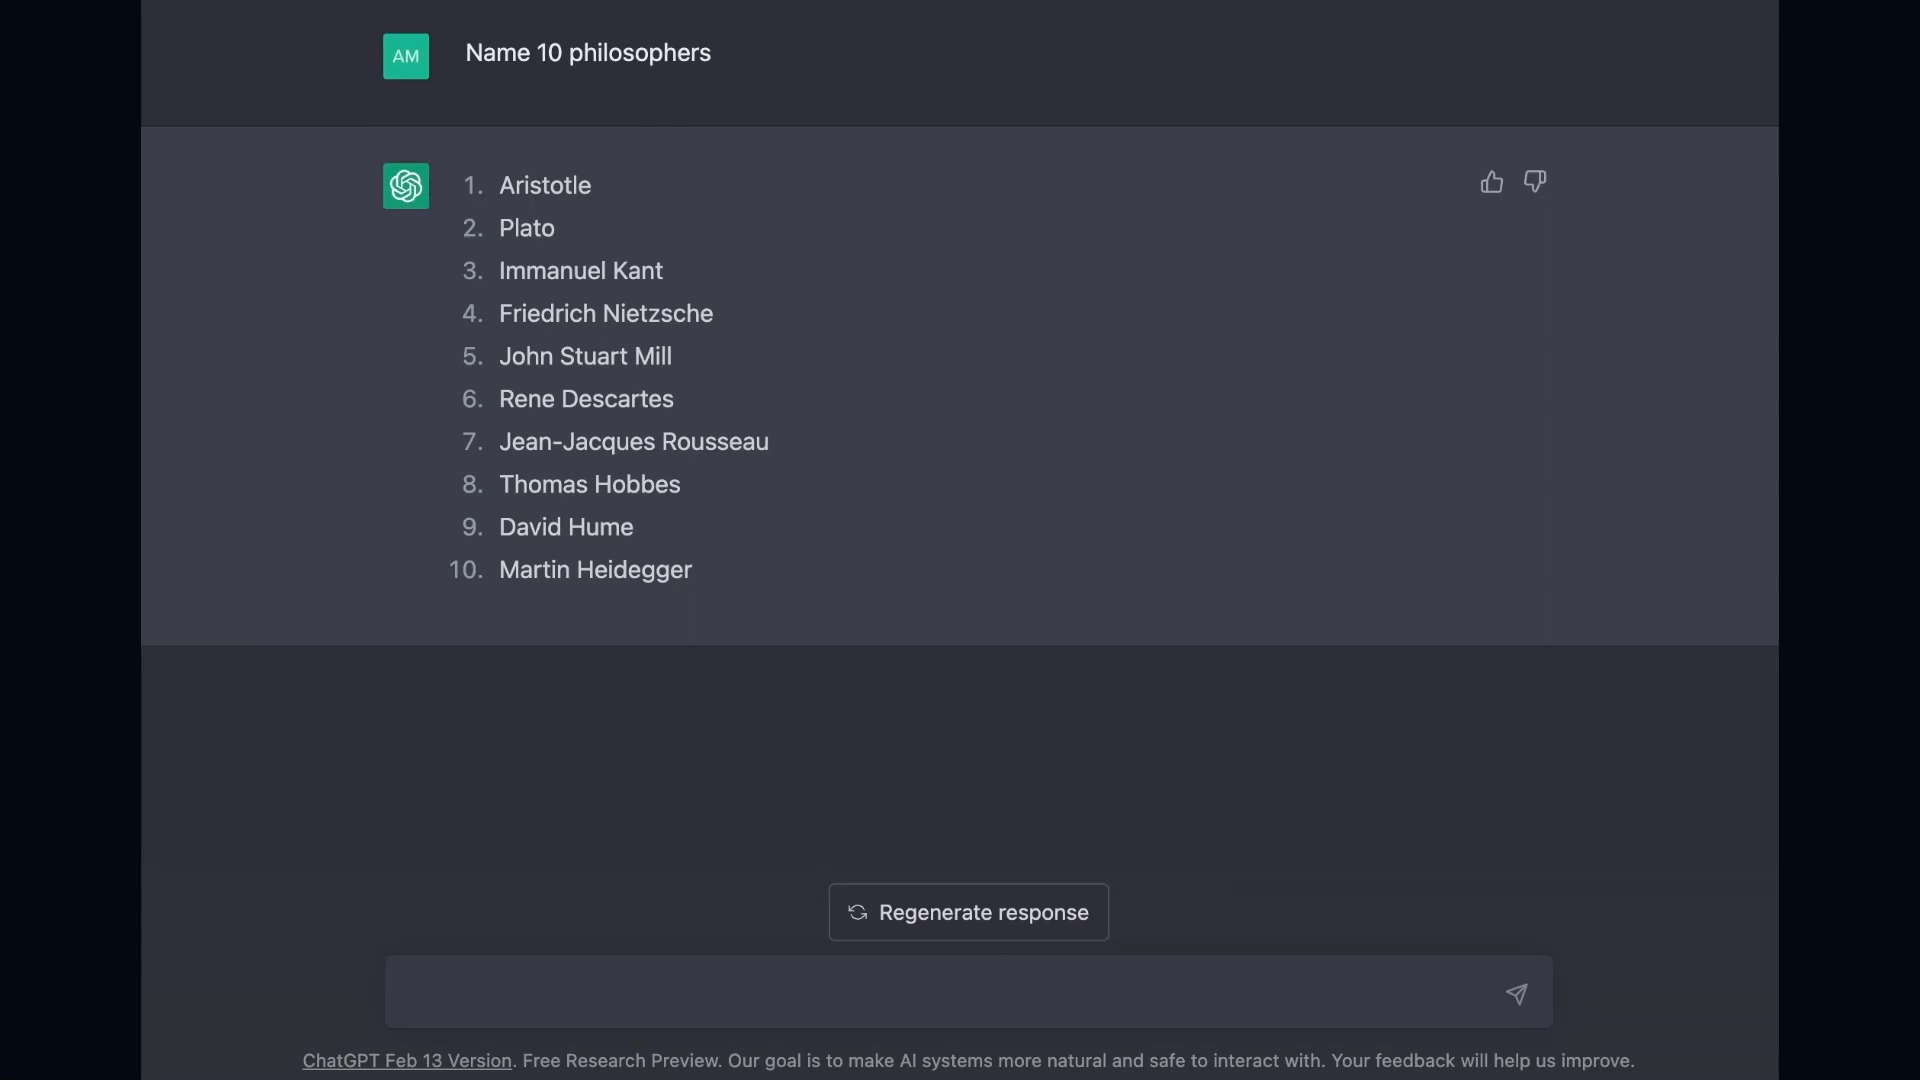 AM
Name 10 philosophers
1. Aristotle
2. Plato
3. Immanuel Kant
4. Friedrich Nietzsche
5. John Stuart Mill
6. Rene Descartes
7. Jean-Jacques Rousseau
8. Thomas Hobbes
9. David Hume
10. Martin Heidegger
Regenerate response
ChatGPT Feb 13 Version. Free Research Preview. Our goal is to make AI systems more natural and safe to interact with. Your feedback will help us improve.